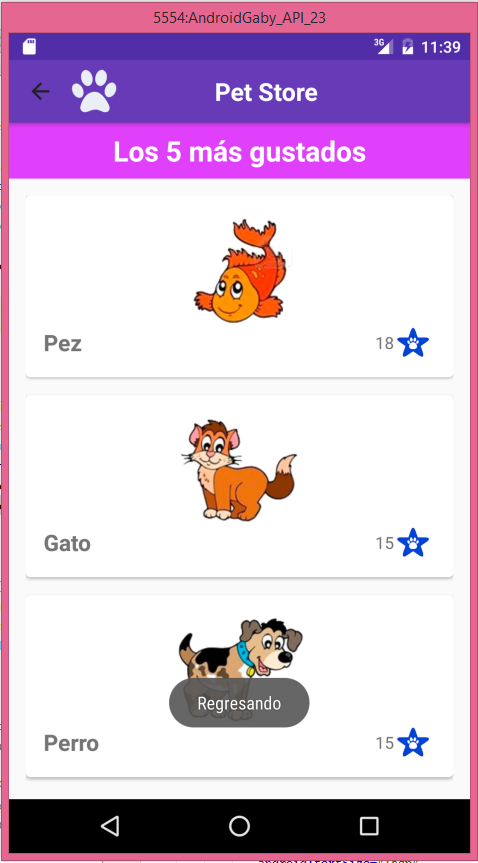 5554:AndroidGaby_API_23
3G 11:39
Pet Store
Los 5 más gustados
Pez 18
Gato 15
Regresando
Perro 15